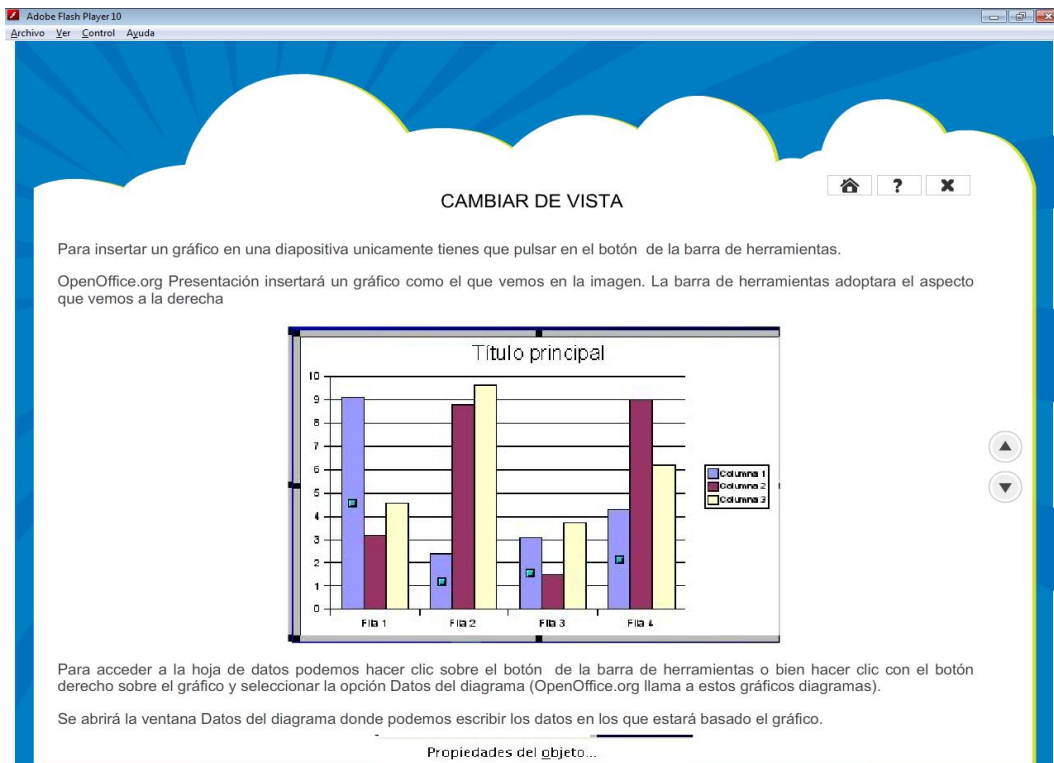 Adobe Flash Player 10
Archivo Ver Control Ayuda
CAMBIAR DE VISTA
Para insertar un gráfico en una diapositiva unicamente tienes que pulsar en el botón de la barra de herramientas.
OpenOffice.org Presentación insertará un gráfico como el que vemos en la imagen. La barra de herramientas adoptara el aspecto
que vemos a la derecha
Título principal
10
9
8
7
6
5
4
3
2
1
0
Fila 1 Fila 2 Fila 3 Fila 4
Columna 1
Columna 2
Columna 3
Para acceder a la hoja de datos podemos hacer clic sobre el botón de la barra de herramientas o bien hacer clic con el botón
derecho sobre el gráfico y seleccionar la opción Datos del diagrama (OpenOffice.org llama a estos gráficos diagramas).
Se abrirá la ventana Datos del diagrama donde podemos escribir los datos en los que estará basado el gráfico.
Propiedades del objeto...